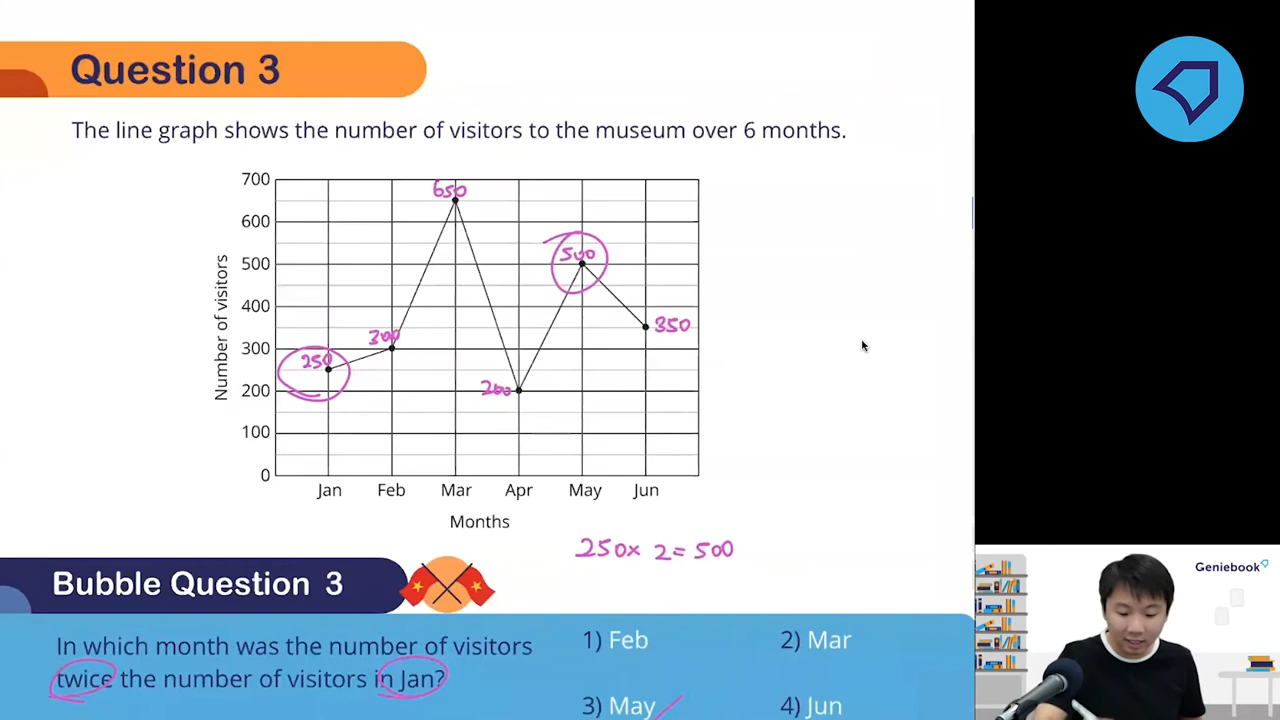 Question 3
The line graph shows the number of visitors to the museum over 6 months.
700
600
500
400
300
200
100
0
Number of visitors
250
300
650
200
500
350
Jan Feb Mar Apr May Jun
Months
250 x 2 = 500
Bubble Question 3
In which month was the number of visitors
twice the number of visitors in Jan?
1) Feb
2) Mar
3) May
4) Jun
Geniebook